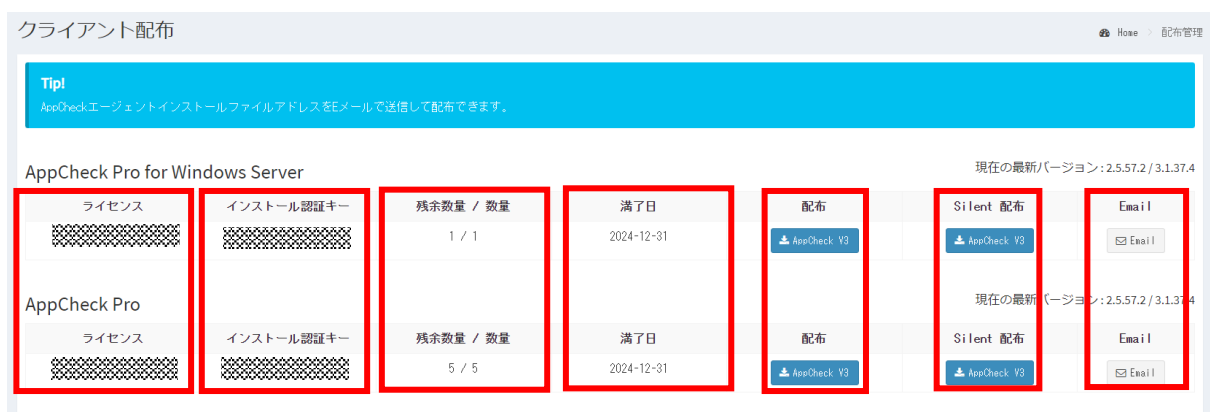 クライアント配布
Home > 配布管理
Tip!
AppCheckエージェントインストールファイルアドレスをEメールで送信して配布できます。
AppCheck Pro for Windows Server
現在の最新バージョン : 2.5.57.2 / 3.1.37.4
ライセンス インストール認証キー 残余数量 / 数量 満了日 配布 Silent 配布 Email
1 / 1 2024-12-31 AppCheck V3 AppCheck V3 Email
AppCheck Pro
現在の最新バージョン : 2.5.57.2 / 3.1.37.4
ライセンス インストール認証キー 残余数量 / 数量 満了日 配布 Silent 配布 Email
5 / 5 2024-12-31 AppCheck V3 AppCheck V3 Email